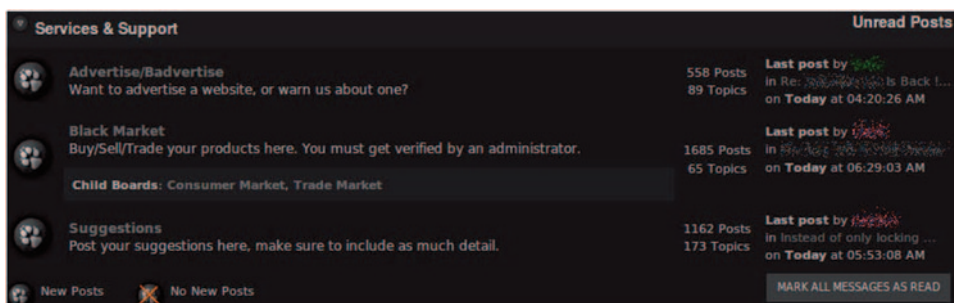 Services & Support
Unread Posts
Advertise/Badvertise
Want to advertise a website, or warn us about one?
558 Posts
89 Topics
Last post by
in Re: Is Back !...
on Today at 04:20:26 AM
Black Market
Buy/Sell/Trade your products here. You must get verified by an administrator.
Child Boards: Consumer Market, Trade Market
1685 Posts
65 Topics
Last post by
in
on Today at 06:29:03 AM
Suggestions
Post your suggestions here, make sure to include as much detail.
1162 Posts
173 Topics
Last post by
in Instead of only locking ...
on Today at 05:53:08 AM
New Posts
No New Posts
MARK ALL MESSAGES AS READ